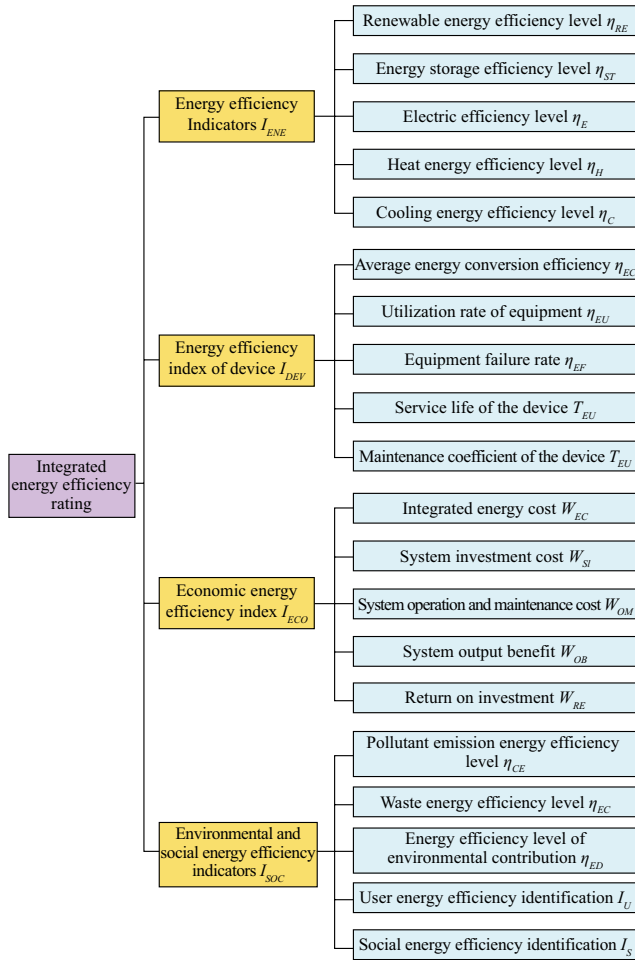 Integrated
energy efficiency
rating
Energy efficiency
Indicators I_ENE
Renewable energy efficiency level η_RE
Energy storage efficiency level η_ST
Electric efficiency level η_E
Heat energy efficiency level η_H
Cooling energy efficiency level η_C
Energy efficiency
index of device I_DEV
Average energy conversion efficiency η_EC
Utilization rate of equipment η_EU
Equipment failure rate η_EF
Service life of the device T_EU
Maintenance coefficient of the device T_EU
Economic energy
efficiency index I_ECO
Integrated energy cost W_EC
System investment cost W_SI
System operation and maintenance cost W_OM
System output benefit W_OB
Return on investment W_RE
Environmental and
social energy efficiency
indicators I_SOC
Pollutant emission energy efficiency
level η_CE
Waste energy efficiency level η_EC
Energy efficiency level of
environmental contribution η_ED
User energy efficiency identification I_U
Social energy efficiency identification I_S